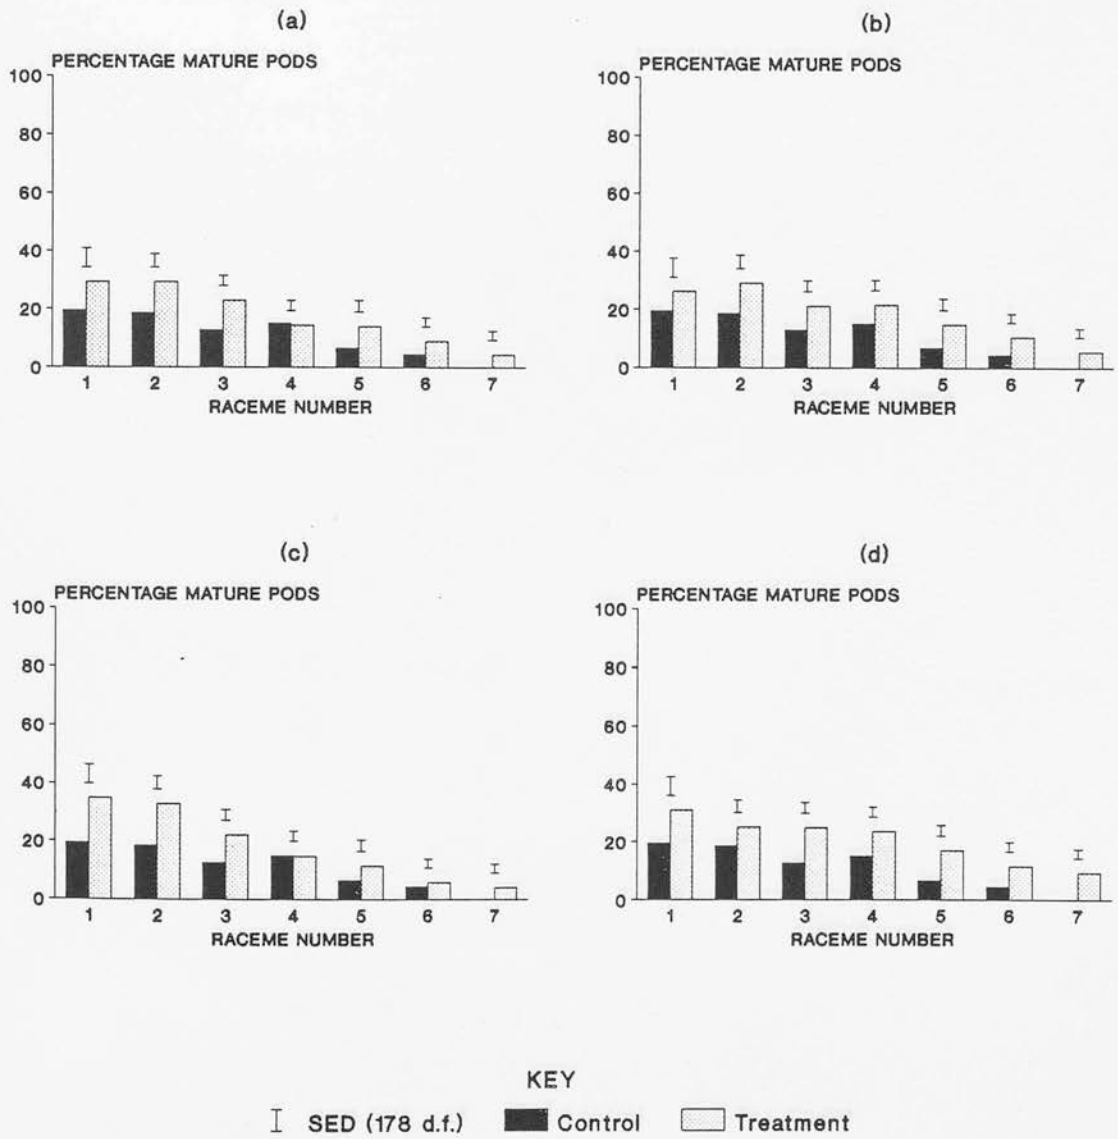 (a)
PERCENTAGE MATURE PODS
100
80
60
40
20
0
1 2 3 4 5 6 7
RACEME NUMBER
(b)
PERCENTAGE MATURE PODS
100
80
60
40
20
0
1 2 3 4 5 6 7
RACEME NUMBER
(c)
PERCENTAGE MATURE PODS
100
80
60
40
20
0
1 2 3 4 5 6 7
RACEME NUMBER
(d)
PERCENTAGE MATURE PODS
100
80
60
40
20
0
1 2 3 4 5 6 7
RACEME NUMBER
KEY
SED (178 d.f.) Control Treatment